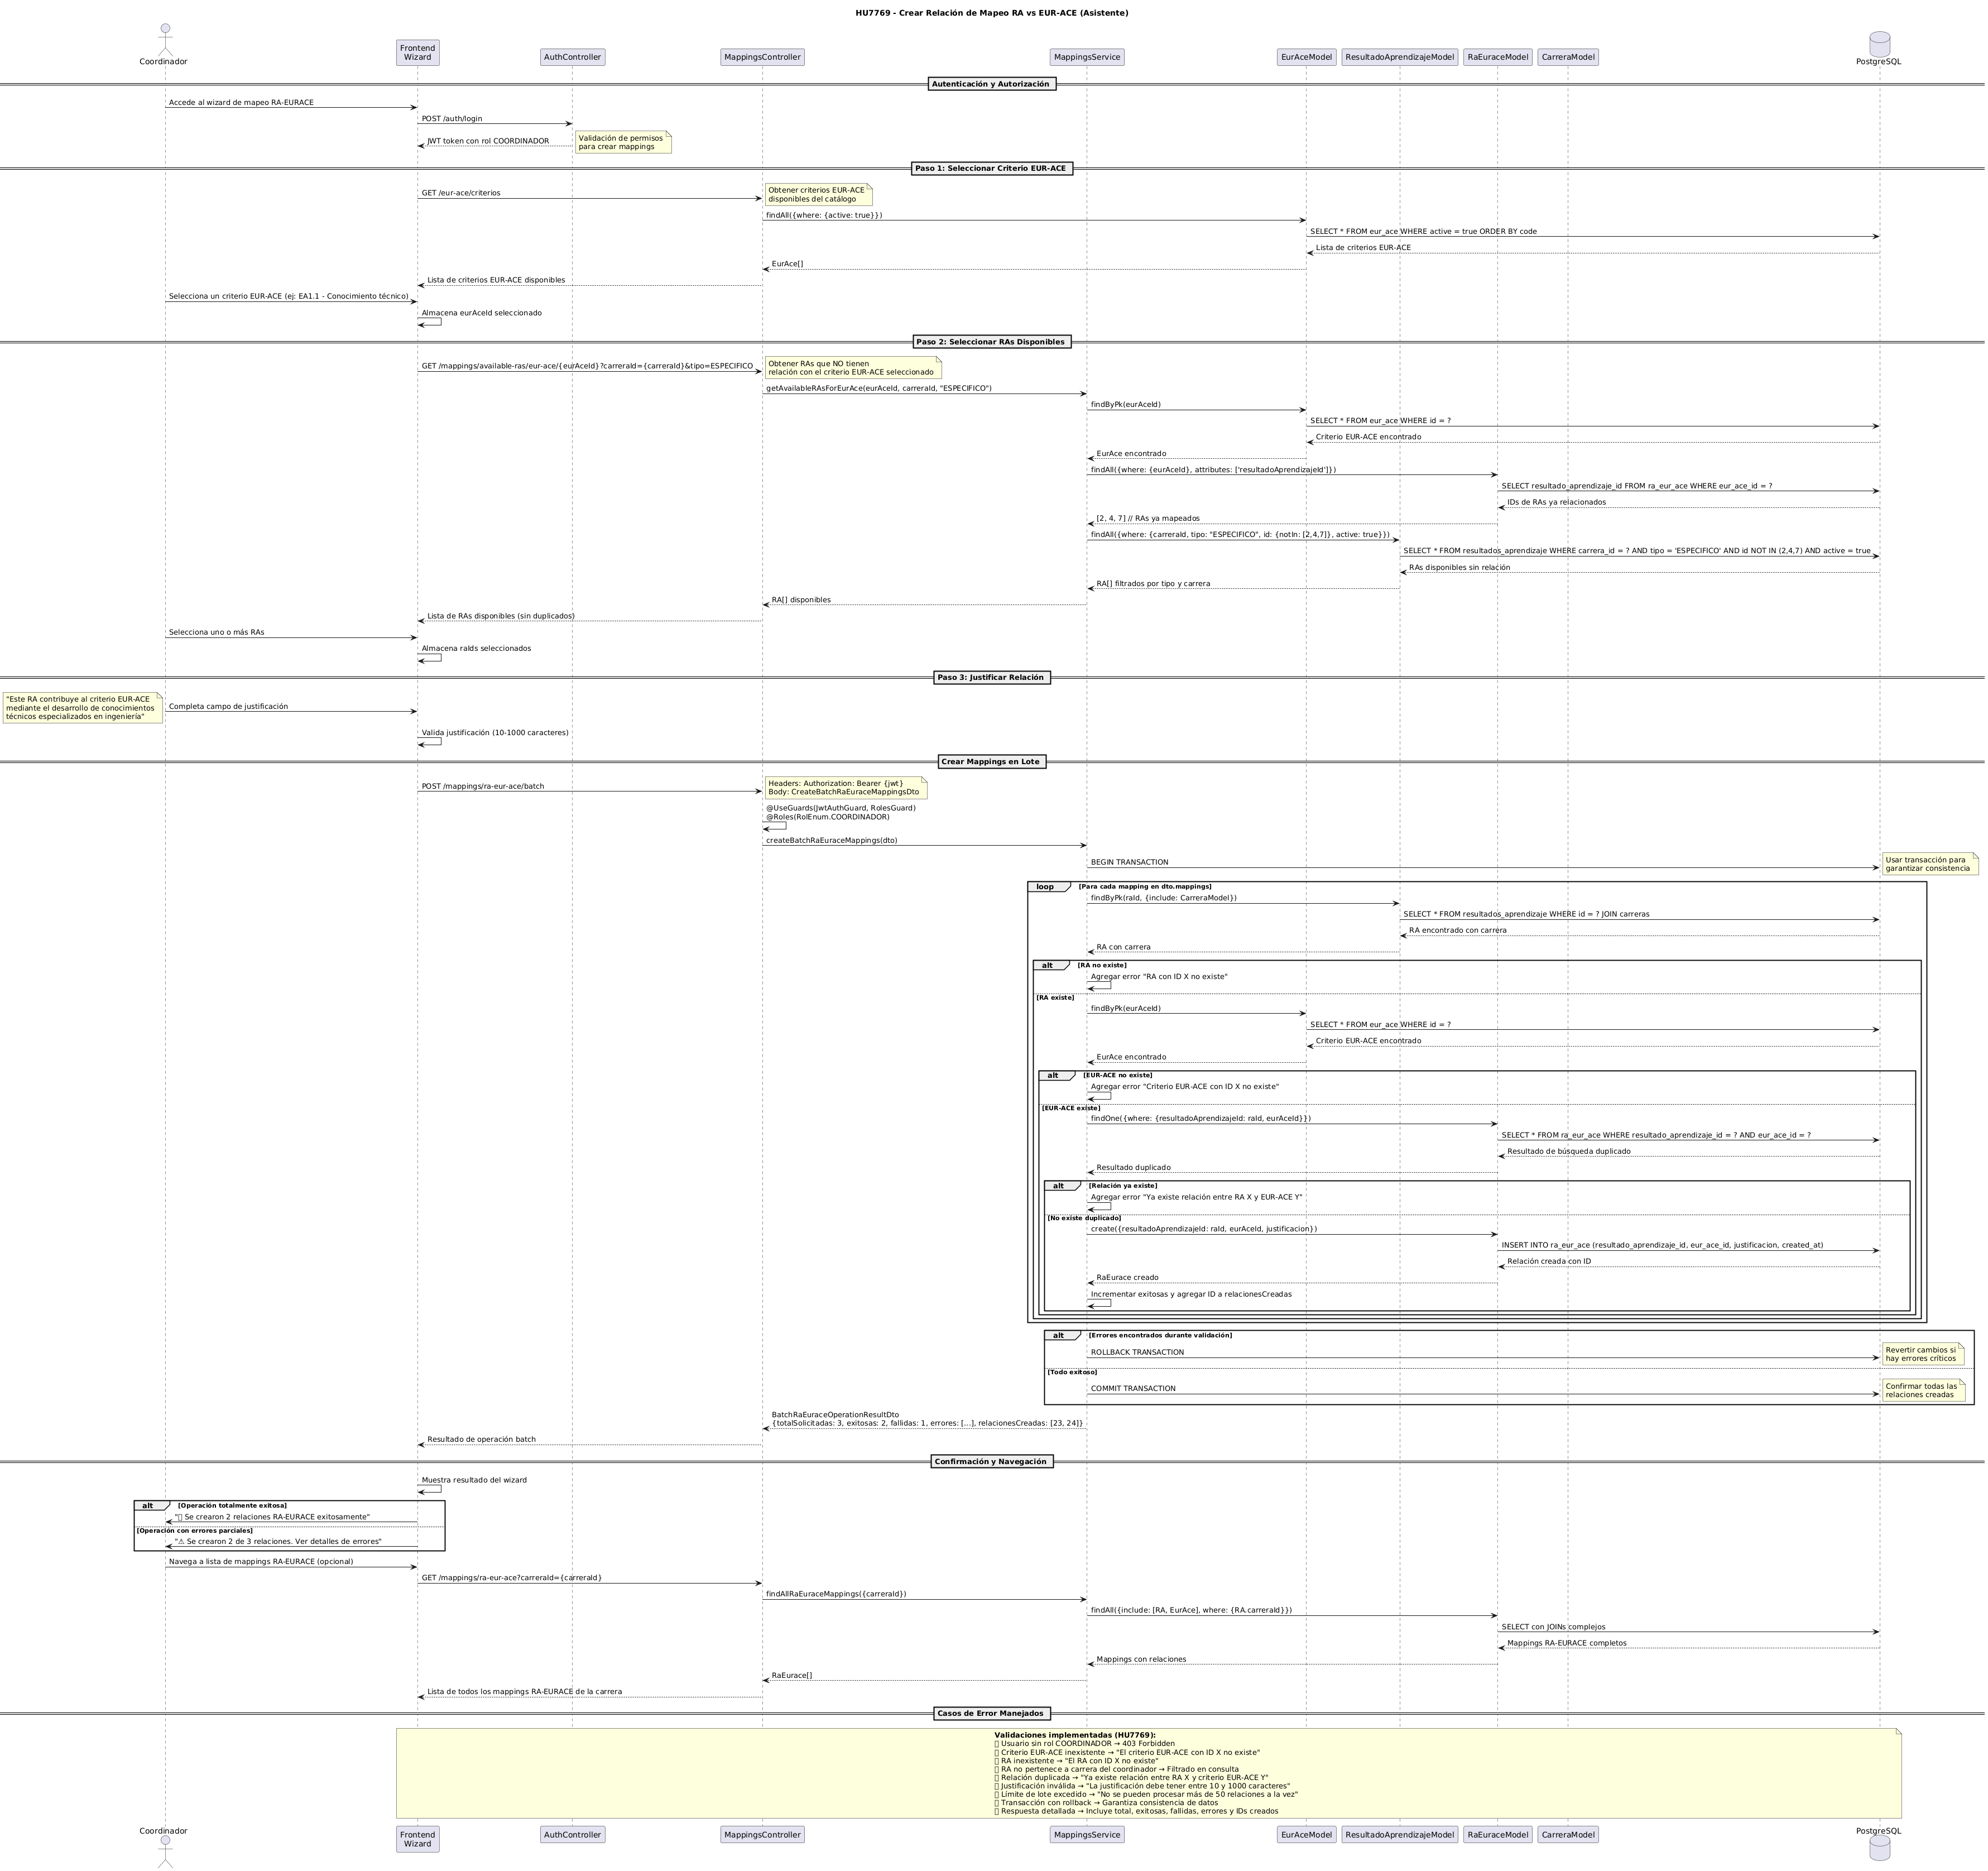 HU7769 - Crear Relación de Mapeo RA vs EUR-ACE (Asistente)
Coordinador
Frontend
Wizard
AuthController
MappingsController
MappingsService
EurAceModel
ResultadoAprendizajeModel
RaEuraceModel
CarreraModel
PostgreSQL
Autenticación y Autorización
Accede al wizard de mapeo RA-EURACE
POST /auth/login
JWT token con rol COORDINADOR
Validación de permisos
para crear mappings
Paso 1: Seleccionar Criterio EUR-ACE
GET /eur-ace/criterios
Obtener criterios EUR-ACE
disponibles del catálogo
findAll({where: {active: true}})
SELECT * FROM eur_ace WHERE active = true ORDER BY code
Lista de criterios EUR-ACE
EurAce[]
Lista de criterios EUR-ACE disponibles
Selecciona un criterio EUR-ACE (ej: EA1.1 - Conocimiento técnico)
Almacena eurAceId seleccionado
Paso 2: Seleccionar RAs Disponibles
GET /mappings/available-ras/eur-ace/{eurAceId}?carreraId={carreraId}&tipo=ESPECIFICO
Obtener RAs que NO tienen
relación con el criterio EUR-ACE seleccionado
getAvailableRAsForEurAce(eurAceId, carreraId, "ESPECIFICO")
findByPk(eurAceId)
SELECT * FROM eur_ace WHERE id = ?
Criterio EUR-ACE encontrado
EurAce encontrado
findAll({where: {eurAceId}, attributes: ['resultadoAprendizajeId']})
SELECT resultado_aprendizaje_id FROM ra_eur_ace WHERE eur_ace_id = ?
IDs de RAs ya relacionados
[2, 4, 7] // RAs ya mapeados
findAll({where: {carreraId, tipo: "ESPECIFICO", id: {notIn: [2,4,7]}, active: true}})
SELECT * FROM resultados_aprendizaje WHERE carrera_id = ? AND tipo = 'ESPECIFICO' AND id NOT IN (2,4,7) AND active = true
RAs disponibles sin relación
RA[] filtrados por tipo y carrera
RA[] disponibles
Lista de RAs disponibles (sin duplicados)
Selecciona uno o más RAs
Almacena raIds seleccionados
Paso 3: Justificar Relación
"Este RA contribuye al criterio EUR-ACE
mediante el desarrollo de conocimientos
técnicos especializados en ingeniería"
Completa campo de justificación
Valida justificación (10-1000 caracteres)
Crear Mappings en Lote
POST /mappings/ra-eur-ace/batch
Headers: Authorization: Bearer {jwt}
Body: CreateBatchRaEuraceMappingsDto
@UseGuards(JwtAuthGuard, RolesGuard)
@Roles(RolEnum.COORDINADOR)
createBatchRaEuraceMappings(dto)
BEGIN TRANSACTION
Usar transacción para
garantizar consistencia
loop [Para cada mapping en dto.mappings]
findByPk(raId, {include: CarreraModel})
SELECT * FROM resultados_aprendizaje WHERE id = ? JOIN carreras
RA encontrado con carrera
RA con carrera
alt [RA no existe]
Agregar error "RA con ID X no existe"
[RA existe]
findByPk(eurAceId)
SELECT * FROM eur_ace WHERE id = ?
Criterio EUR-ACE encontrado
EurAce encontrado
alt [EUR-ACE no existe]
Agregar error "Criterio EUR-ACE con ID X no existe"
[EUR-ACE existe]
findOne({where: {resultadoAprendizajeId: raId, eurAceId}})
SELECT * FROM ra_eur_ace WHERE resultado_aprendizaje_id = ? AND eur_ace_id = ?
Resultado de búsqueda duplicado
Resultado duplicado
alt [Relación ya existe]
Agregar error "Ya existe relación entre RA X y EUR-ACE Y"
[No existe duplicado]
create({resultadoAprendizajeId: raId, eurAceId, justificacion})
INSERT INTO ra_eur_ace (resultado_aprendizaje_id, eur_ace_id, justificacion, created_at)
Relación creada con ID
RaEurace creado
Incrementar exitosas y agregar ID a relacionesCreadas
alt [Errores encontrados durante validación]
ROLLBACK TRANSACTION
Revertir cambios si
hay errores críticos
[Todo exitoso]
COMMIT TRANSACTION
Confirmar todas las
relaciones creadas
BatchRaEuraceOperationResultDto
{totalSolicitadas: 3, exitosas: 2, fallidas: 1, errores: [...], relacionesCreadas: [23, 24]}
Resultado de operación batch
Confirmación y Navegación
Muestra resultado del wizard
alt [Operación totalmente exitosa]
"▯ Se crearon 2 relaciones RA-EURACE exitosamente"
[Operación con errores parciales]
"⚠ Se crearon 2 de 3 relaciones. Ver detalles de errores"
Navega a lista de mappings RA-EURACE (opcional)
GET /mappings/ra-eur-ace?carreraId={carreraId}
findAllRaEuraceMappings({carreraId})
findAll({include: [RA, EurAce], where: {RA.carreraId}})
SELECT con JOINs complejos
Mappings RA-EURACE completos
Mappings con relaciones
RaEurace[]
Lista de todos los mappings RA-EURACE de la carrera
Casos de Error Manejados
Validaciones implementadas (HU7769):
▯ Usuario sin rol COORDINADOR → 403 Forbidden
▯ Criterio EUR-ACE inexistente → "El criterio EUR-ACE con ID X no existe"
▯ RA inexistente → "El RA con ID X no existe"
▯ RA no pertenece a carrera del coordinador → Filtrado en consulta
▯ Relación duplicada → "Ya existe relación entre RA X y criterio EUR-ACE Y"
▯ Justificación inválida → "La justificación debe tener entre 10 y 1000 caracteres"
▯ Límite de lote excedido → "No se pueden procesar más de 50 relaciones a la vez"
▯ Transacción con rollback → Garantiza consistencia de datos
▯ Respuesta detallada → Incluye total, exitosas, fallidas, errores y IDs creados
Coordinador
Frontend
Wizard
AuthController
MappingsController
MappingsService
EurAceModel
ResultadoAprendizajeModel
RaEuraceModel
CarreraModel
PostgreSQL